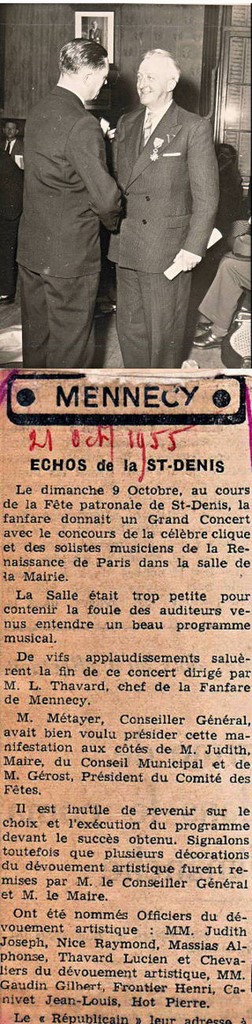 MENNECY
21 Oct 1955
ECHOS de la ST-DENIS
Le dimanche 9 Octobre, au cours
de la Fête patronale de St-Denis, la
fanfare donnait un Grand Concert
avec le concours de la célèbre clique
et des solistes musiciens de la Re-
naissance de Paris dans la salle de
la Mairie.
La Salle était trop petite pour
contenir la foule des auditeurs ve-
nus entendre un beau programme
musical.
De vifs applaudissements saluè-
rent la fin de ce concert dirigé par
M. L. Thavard, chef de la Fanfare
de Mennecy.
M. Métayer, Conseiller Général,
avait bien voulu présider cette ma-
nifestation aux côtés de M. Judith,
Maire, du Conseil Municipal et de
M. Gérost, Président du Comité des
Fêtes.
Il est inutile de revenir sur le
choix et l'exécution du programme
devant le succès obtenu. Signalons
toutefois que plusieurs décorations
du dévouement artistique furent re-
mises par M. le Conseiller Général
et M. le Maire.
Ont été nommés Officiers du dé-
vouement artistique : MM. Judith
Joseph, Nice Raymond, Massias Al-
phonse, Thavard Lucien et Cheva-
liers du dévouement artistique, MM.
Gaudin Gilbert, Frontier Henri, Ca-
nivet Jean-Louis, Hot Pierre.
Le « Républicain » leur adresse